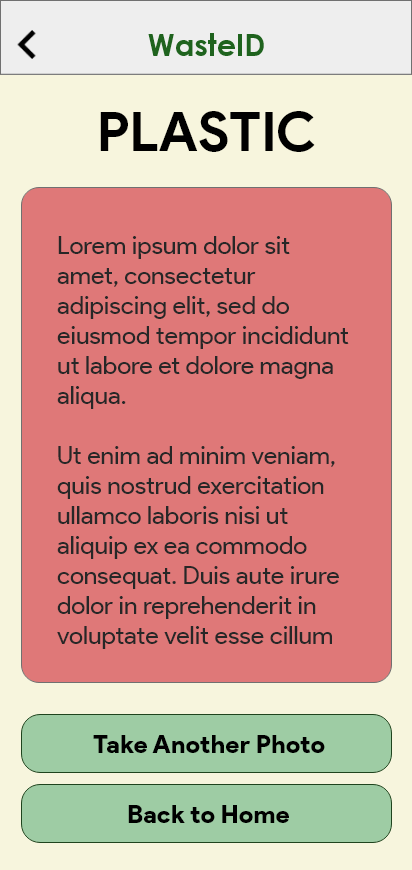 WasteID
PLASTIC
Lorem ipsum dolor sit
amet, consectetur
adipiscing elit, sed do
eiusmod tempor incididunt
ut labore et dolore magna
aliqua.
Ut enim ad minim veniam,
quis nostrud exercitation
ullamco laboris nisi ut
aliquip ex ea commodo
consequat. Duis aute irure
dolor in reprehenderit in
voluptate velit esse cillum
Take Another Photo
Back to Home